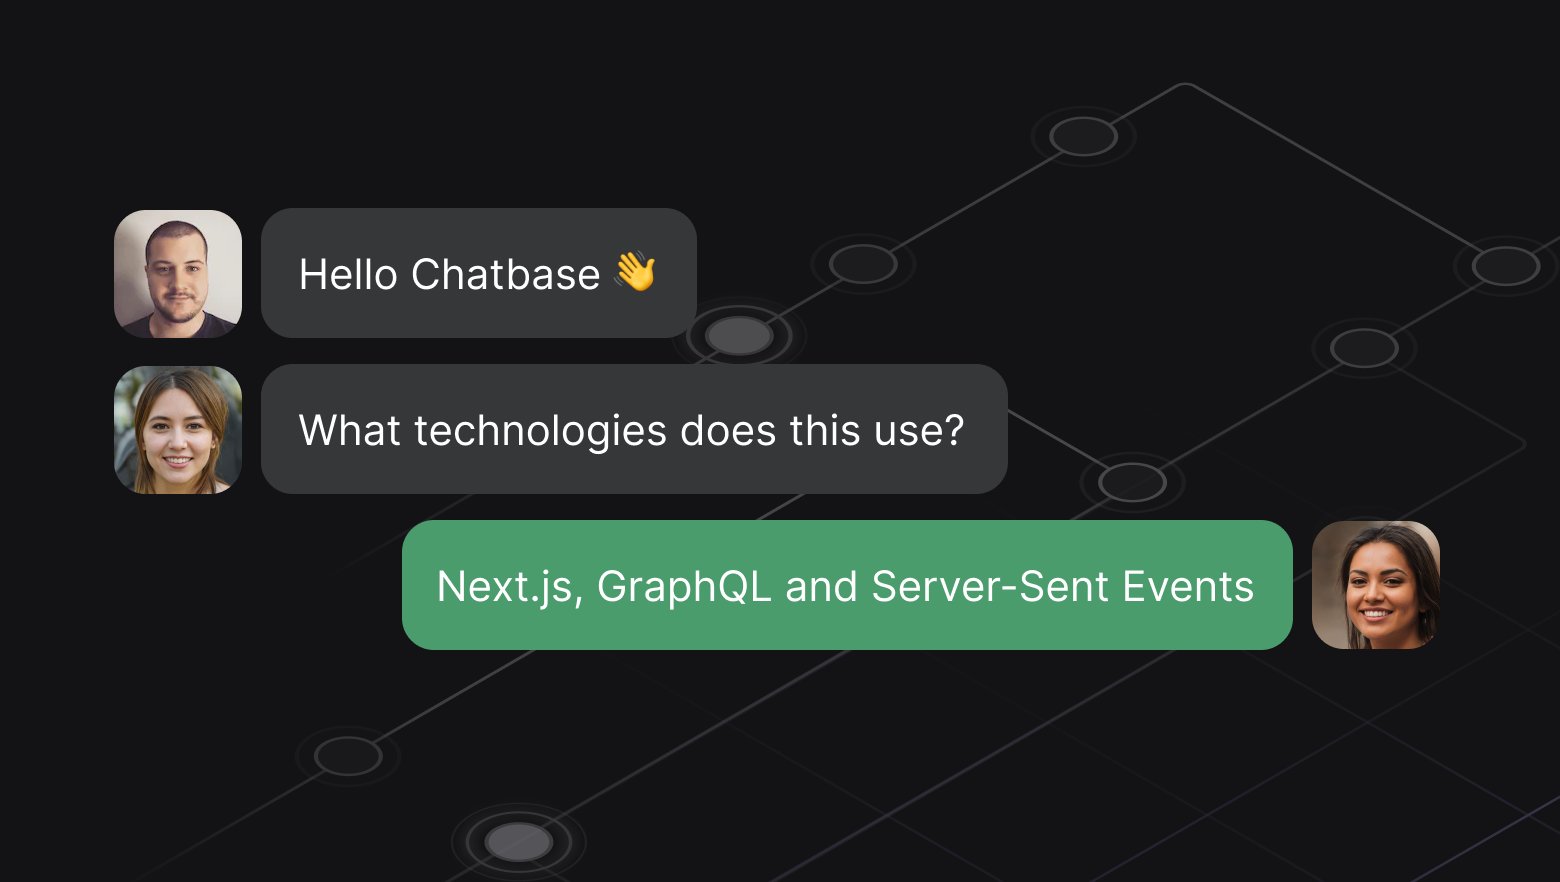 Hello Chatbase 👋
What technologies does this use?
Next.js, GraphQL and Server-Sent Events